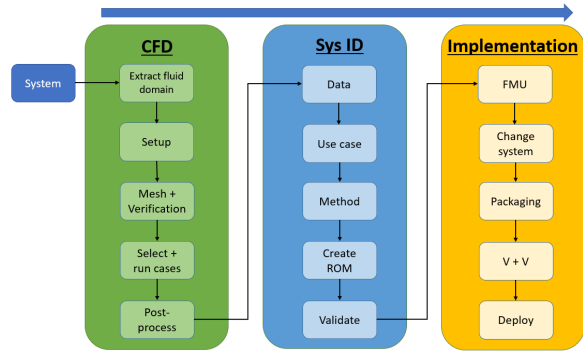 CFD
Sys ID
Implementation
System
Extract fluid
domain
Setup
Mesh +
Verification
Select +
run cases
Post-
process
Data
Use case
Method
Create
ROM
Validate
FMU
Change
system
Packaging
V + V
Deploy